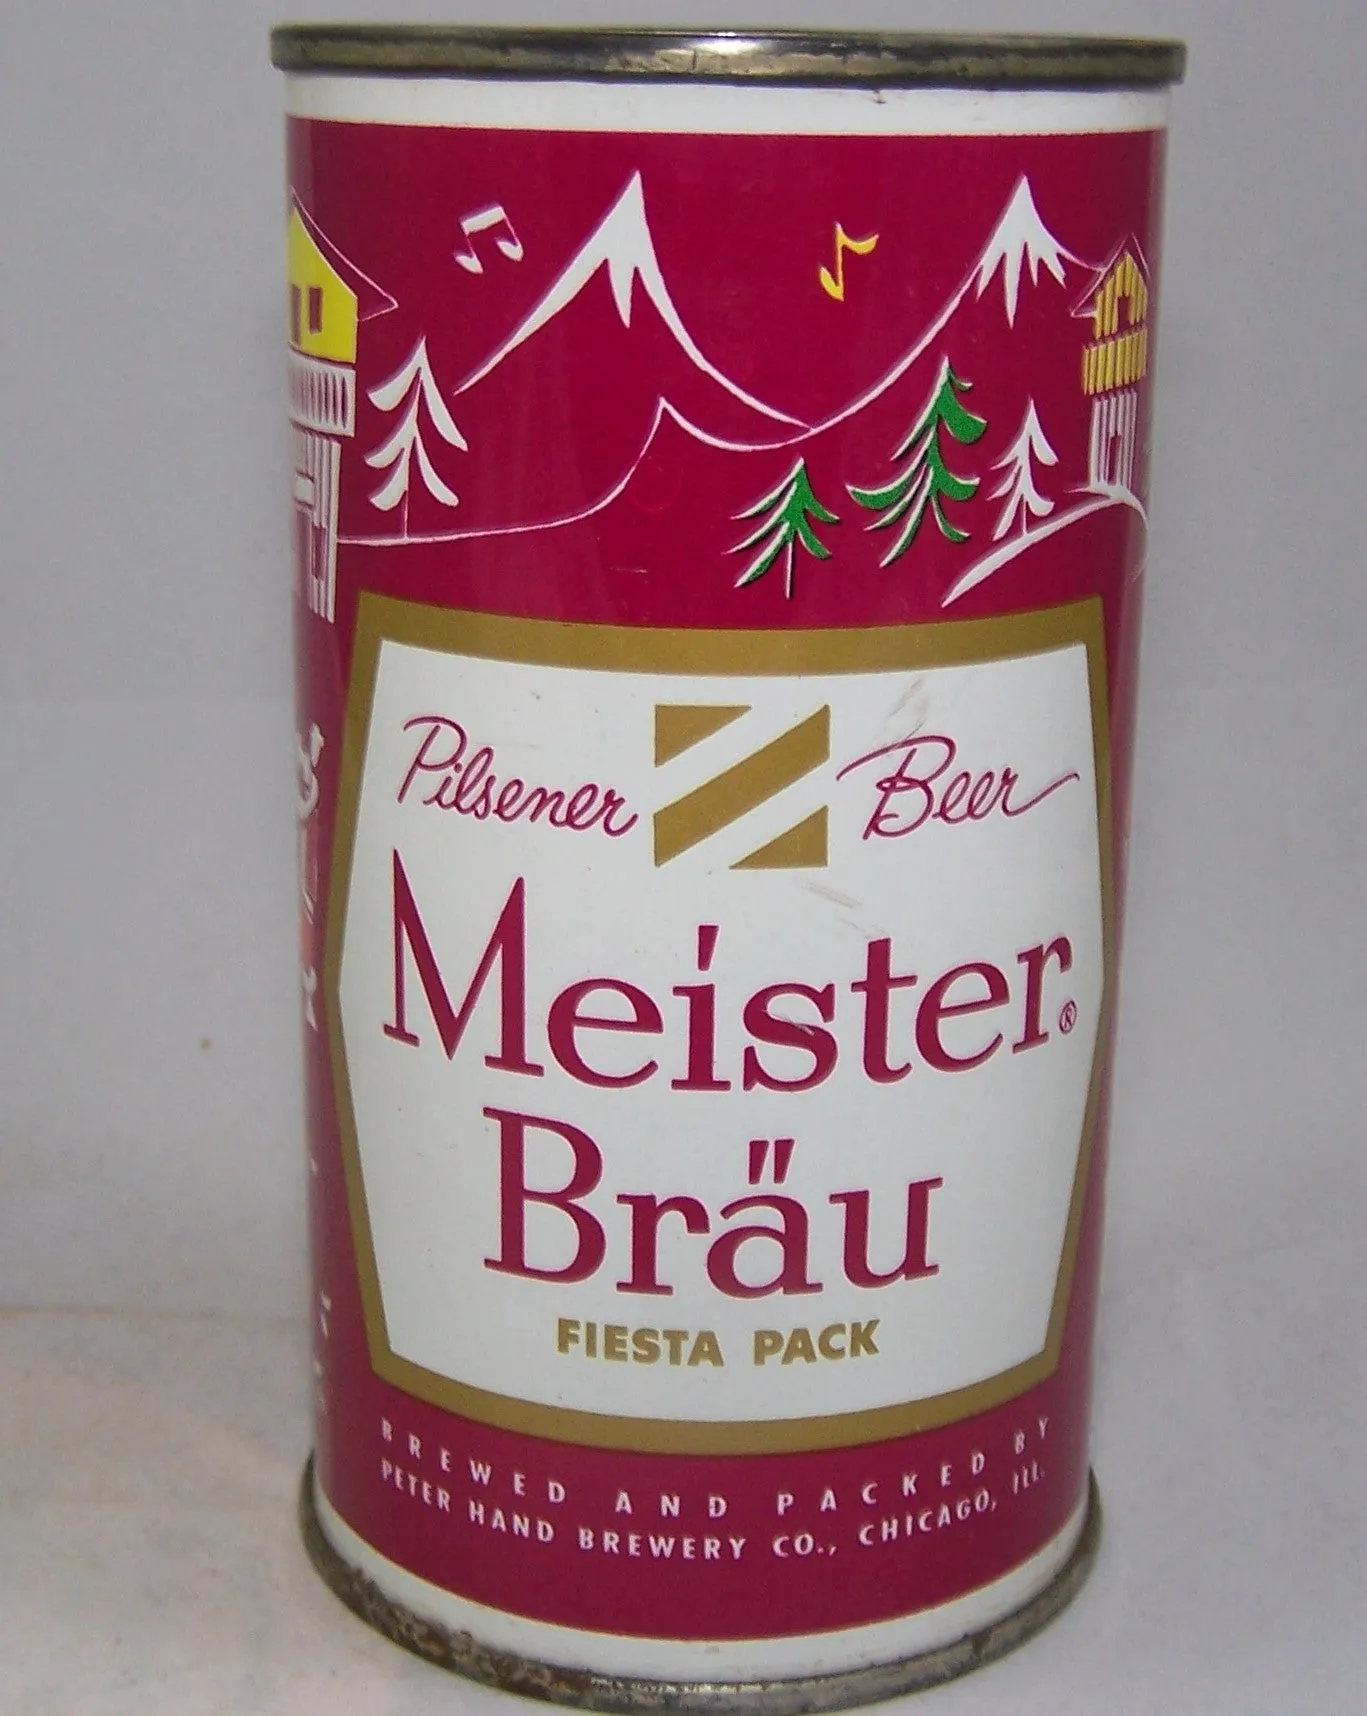 Pilsener Beer
Meister®
Bräu
FIESTA PACK
BREWED AND PACKED BY
PETER HAND BREWERY CO., CHICAGO, ILL.